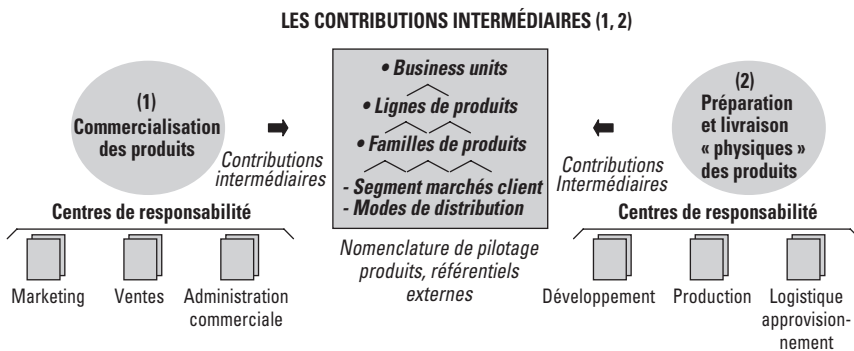 LES CONTRIBUTIONS INTERMÉDIAIRES (1, 2)
(1)
Commercialisation
des produits
Contributions
intermédiaires
• Business units
• Lignes de produits
• Familles de produits
- Segment marchés client
- Modes de distribution
Nomenclature de pilotage
produits, référentiels
externes
(2)
Préparation
et livraison
« physiques »
des produits
Contributions
Intermédiaires
Centres de responsabilité
Marketing
Ventes
Administration
commerciale
Centres de responsabilité
Développement
Production
Logistique
approvision-
nement